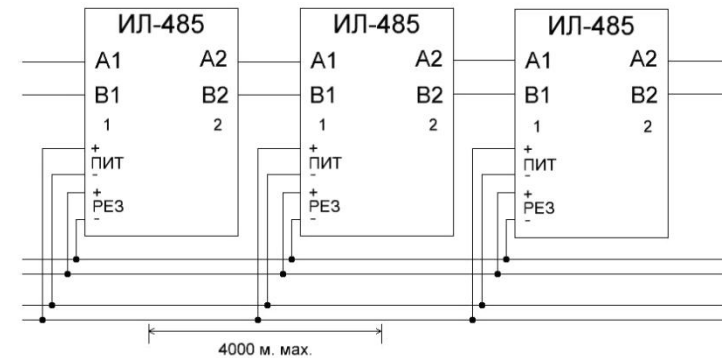 ИЛ-485
A1 A2
B1 B2
1 2
+
ПИТ
-
+
РЕЗ
-
ИЛ-485
A1 A2
B1 B2
1 2
+
ПИТ
-
+
РЕЗ
-
ИЛ-485
A1 A2
B1 B2
1 2
+
ПИТ
-
+
РЕЗ
-
4000 м. мах.